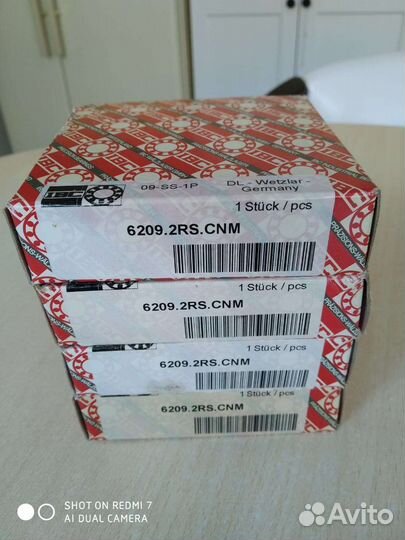 IBC
09-SS-1P
DL - Wetzlar -
Germany
1 Stück / pcs
6209.2RS.CNM
1 Stück / pcs
6209.2RS.CNM
1 Stück / pcs
6209.2RS.CNM
1 Stück / pcs
6209.2RS.CNM
SHOT ON REDMI 7
AI DUAL CAMERA
Avito